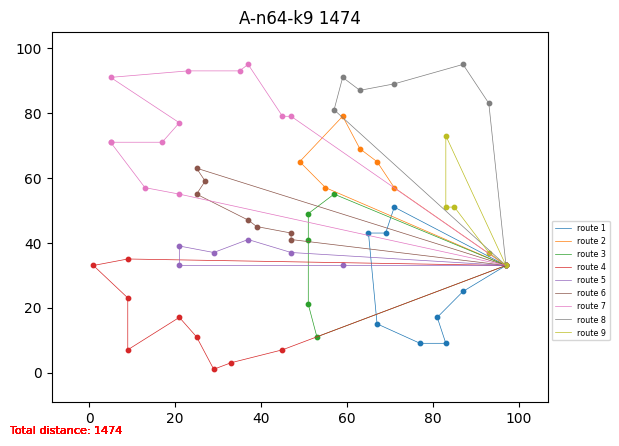 A-n64-k9 1474
100
80
60
40
20
0
0 20 40 60 80 100
route 1
route 2
route 3
route 4
route 5
route 6
route 7
route 8
route 9
Total distance: 1474